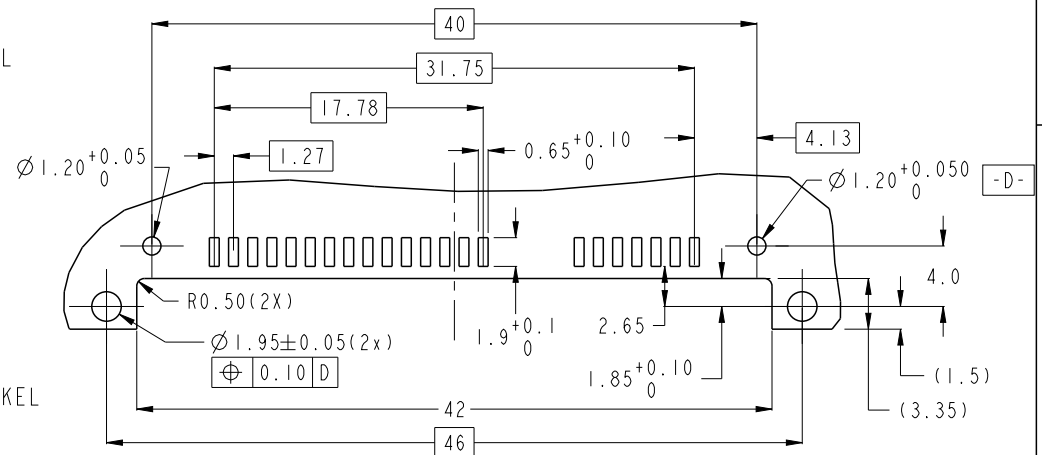 40
L
31.75
17.78
Ø1.20 +0.05 0
1.27
0.65 +0.10 0
4.13
Ø1.20 +0.050 0
-D-
4.0
R0.50(2X)
1.9 +0.1 0
2.65
Ø1.95±0.05(2x)
⌖ 0.10 D
1.85 +0.10 0
(1.5)
KEL
42
(3.35)
46